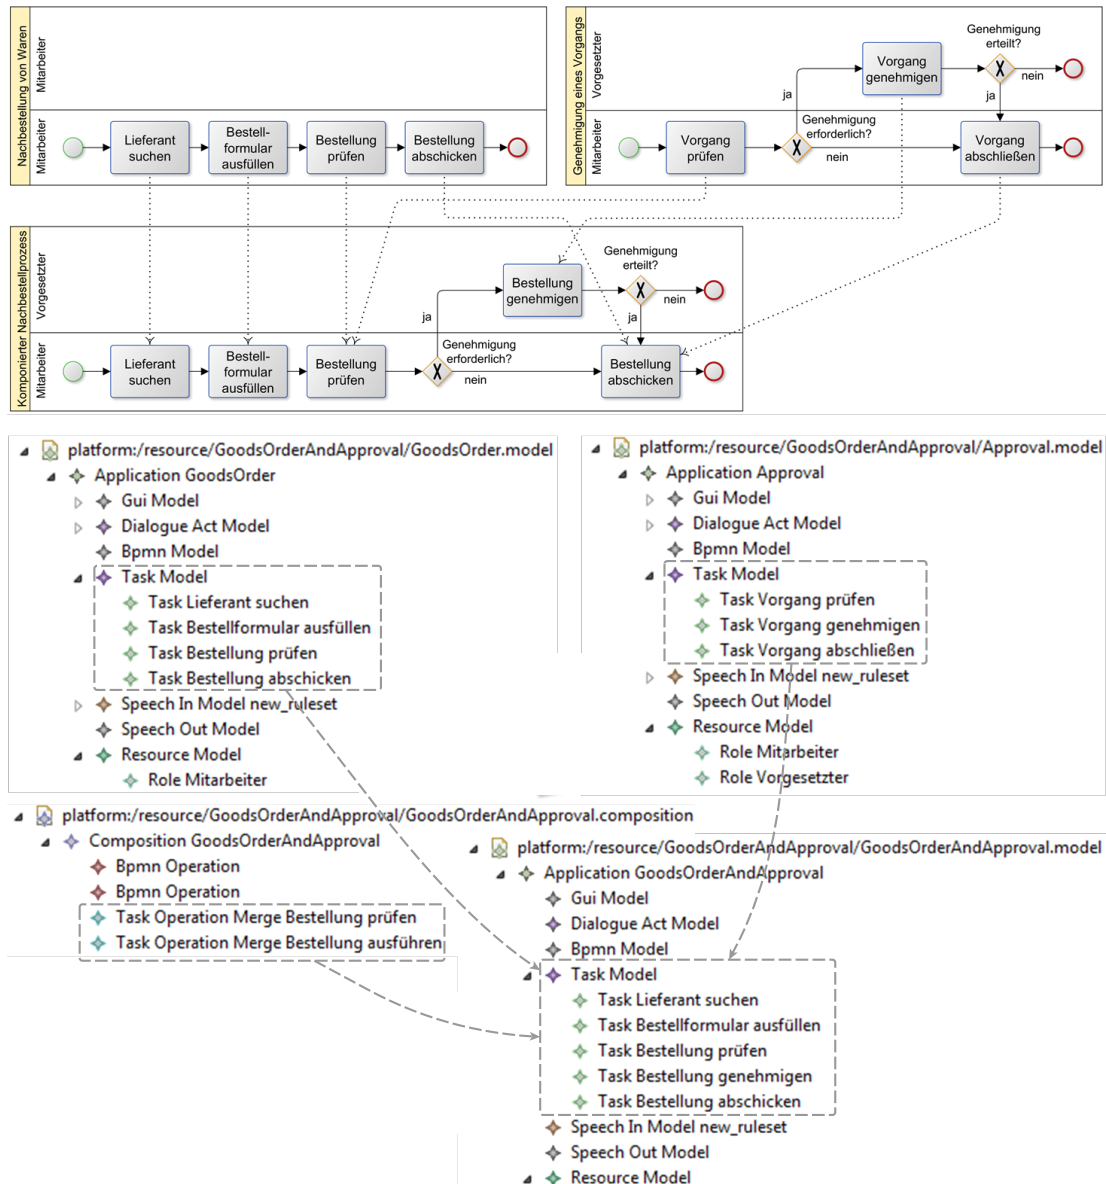 Nachbestellung von Waren
Mitarbeiter
Mitarbeiter
Lieferant
suchen
Bestell-
formular
ausfüllen
Bestellung
prüfen
Bestellung
abschicken
Genehmigung eines Vorgangs
Vorgesetzter
Mitarbeiter
Vorgang
genehmigen
Genehmigung
erteilt?
nein
ja
ja
Vorgang
prüfen
Genehmigung
erforderlich?
nein
Vorgang
abschließen
Komponierter Nachbestellprozess
Vorgesetzter
Mitarbeiter
Bestellung
genehmigen
Genehmigung
erteilt?
nein
ja
ja
Lieferant
suchen
Bestell-
formular
ausfüllen
Bestellung
prüfen
Genehmigung
erforderlich?
nein
Bestellung
abschicken
platform:/resource/GoodsOrderAndApproval/GoodsOrder.model
Application GoodsOrder
Gui Model
Dialogue Act Model
Bpmn Model
Task Model
Task Lieferant suchen
Task Bestellformular ausfüllen
Task Bestellung prüfen
Task Bestellung abschicken
Speech In Model new_ruleset
Speech Out Model
Resource Model
Role Mitarbeiter
platform:/resource/GoodsOrderAndApproval/Approval.model
Application Approval
Gui Model
Dialogue Act Model
Bpmn Model
Task Model
Task Vorgang prüfen
Task Vorgang genehmigen
Task Vorgang abschließen
Speech In Model new_ruleset
Speech Out Model
Resource Model
Role Mitarbeiter
Role Vorgesetzter
platform:/resource/GoodsOrderAndApproval/GoodsOrderAndApproval.composition
Composition GoodsOrderAndApproval
Bpmn Operation
Bpmn Operation
Task Operation Merge Bestellung prüfen
Task Operation Merge Bestellung ausführen
platform:/resource/GoodsOrderAndApproval/GoodsOrderAndApproval.model
Application GoodsOrderAndApproval
Gui Model
Dialogue Act Model
Bpmn Model
Task Model
Task Lieferant suchen
Task Bestellformular ausfüllen
Task Bestellung prüfen
Task Bestellung genehmigen
Task Bestellung abschicken
Speech In Model new_ruleset
Speech Out Model
Resource Model